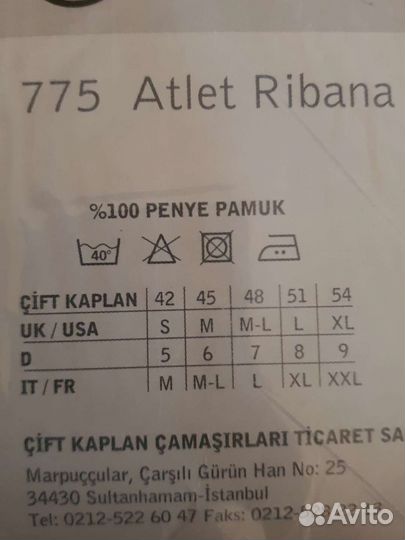 775 Atlet Ribana
%100 PENYE PAMUK
40°
ÇİFT KAPLAN 42 45 48 51 54
UK / USA S M M-L L XL
D 5 6 7 8 9
IT / FR M M-L L XL XXL
ÇİFT KAPLAN ÇAMAŞIRLARI TİCARET SA
Marpuççular, Çarşılı Gürün Han No: 25
34430 Sultanhamam-İstanbul
Tel: 0212-522 60 47 Faks: 0212-
Avito